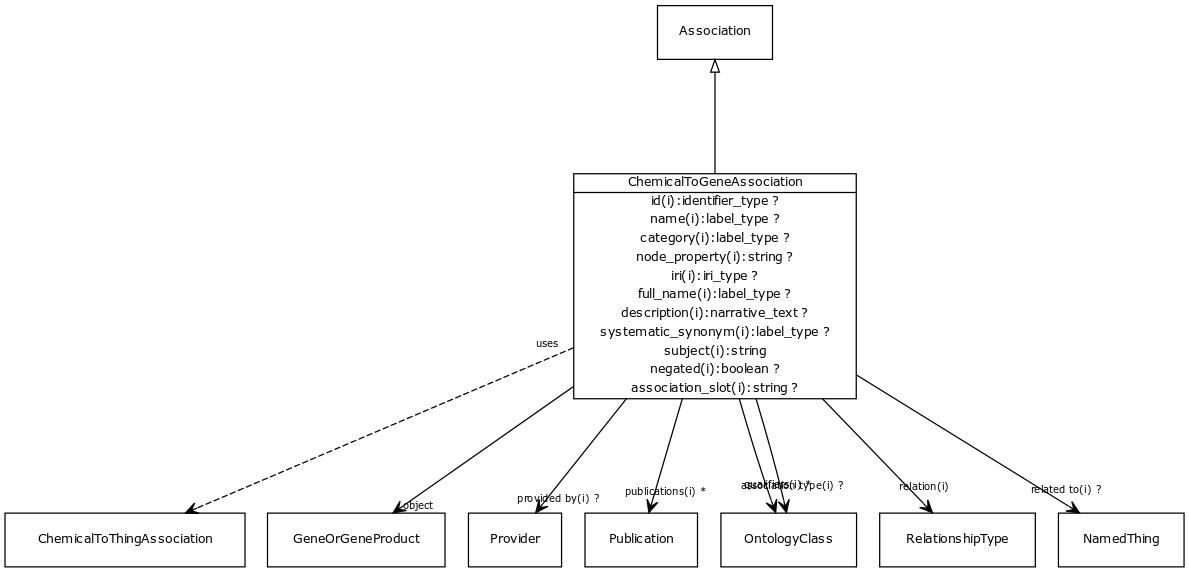 Association
ChemicalToGeneAssociation
id(i):identifier_type ?
name(i):label_type ?
category(i):label_type ?
node_property(i):string ?
iri(i):iri_type ?
full_name(i):label_type ?
description(i):narrative_text ?
systematic_synonym(i):label_type ?
subject(i):string
negated(i):boolean ?
association_slot(i):string ?
uses
object
provided by(i) ?
publications(i) *
association type(i) ?
relation(i)
related to(i) ?
ChemicalToThingAssociation
GeneOrGeneProduct
Provider
Publication
OntologyClass
RelationshipType
NamedThing